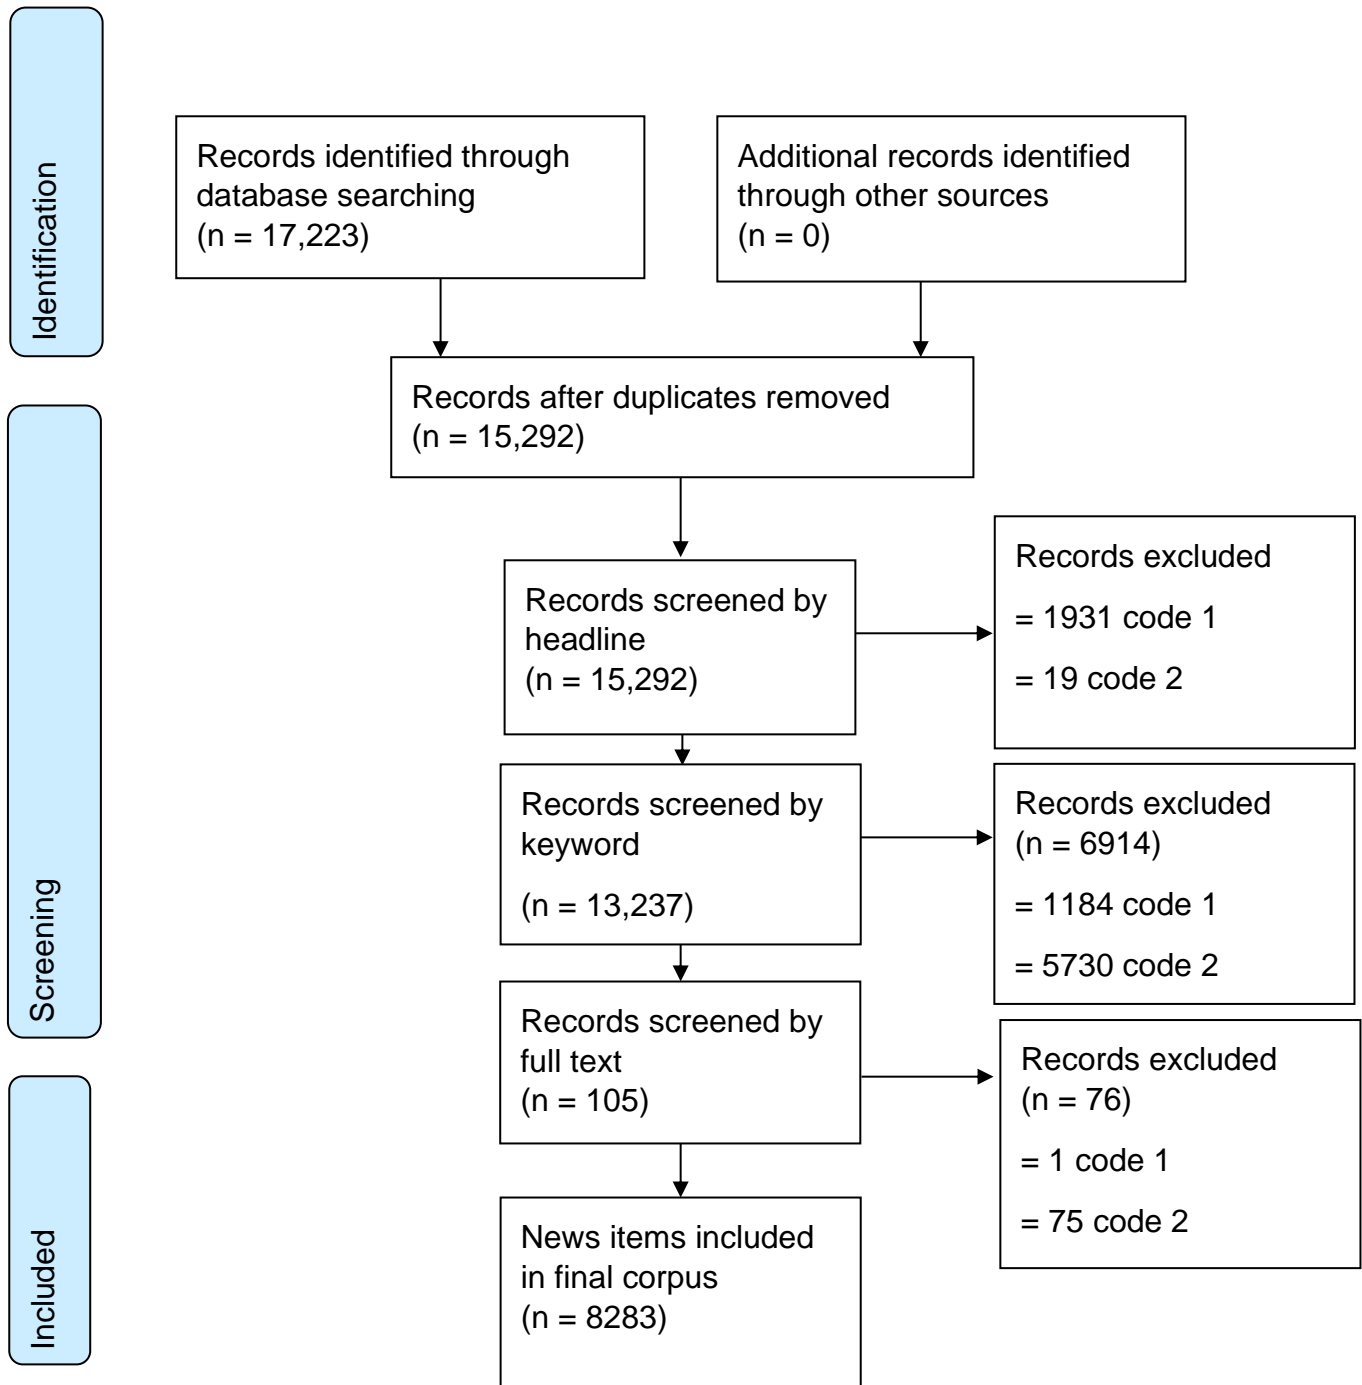 Identification
Records identified through
database searching
(n = 17,223)
Additional records identified
through other sources
(n = 0)
Records after duplicates removed
(n = 15,292)
Screening
Records screened by
headline
(n = 15,292)
Records excluded
= 1931 code 1
= 19 code 2
Records screened by
keyword
(n = 13,237)
Records excluded
(n = 6914)
= 1184 code 1
= 5730 code 2
Records screened by
full text
(n = 105)
Records excluded
(n = 76)
= 1 code 1
= 75 code 2
Included
News items included
in final corpus
(n = 8283)